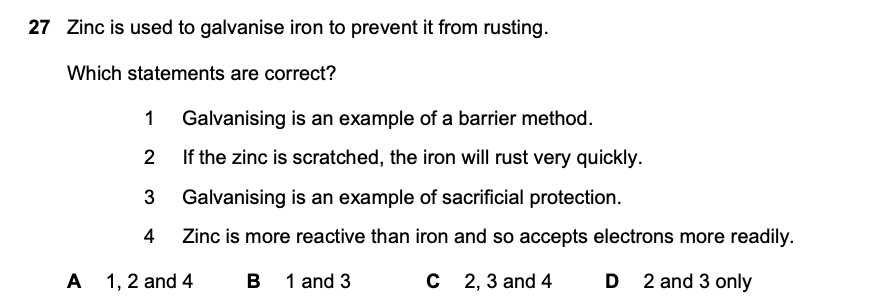 27 Zinc is used to galvanise iron to prevent it from rusting.
Which statements are correct?
1 Galvanising is an example of a barrier method.
2 If the zinc is scratched, the iron will rust very quickly.
3 Galvanising is an example of sacrificial protection.
4 Zinc is more reactive than iron and so accepts electrons more readily.
A 1, 2 and 4 B 1 and 3 C 2, 3 and 4 D 2 and 3 only